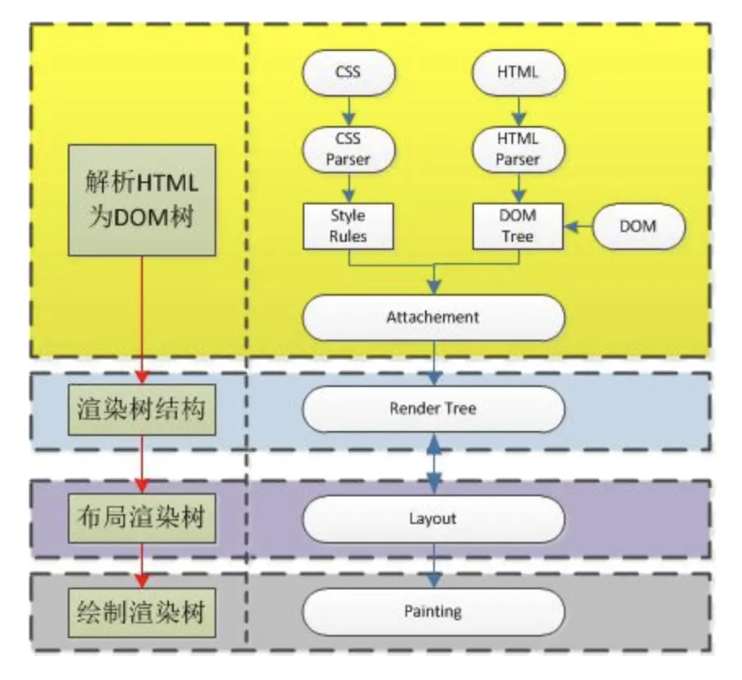 CSS
HTML
CSS
Parser
HTML
Parser
解析HTML
为DOM树
Style
Rules
DOM
Tree
DOM
Attachement
渲染树结构
Render Tree
布局渲染树
Layout
绘制渲染树
Painting